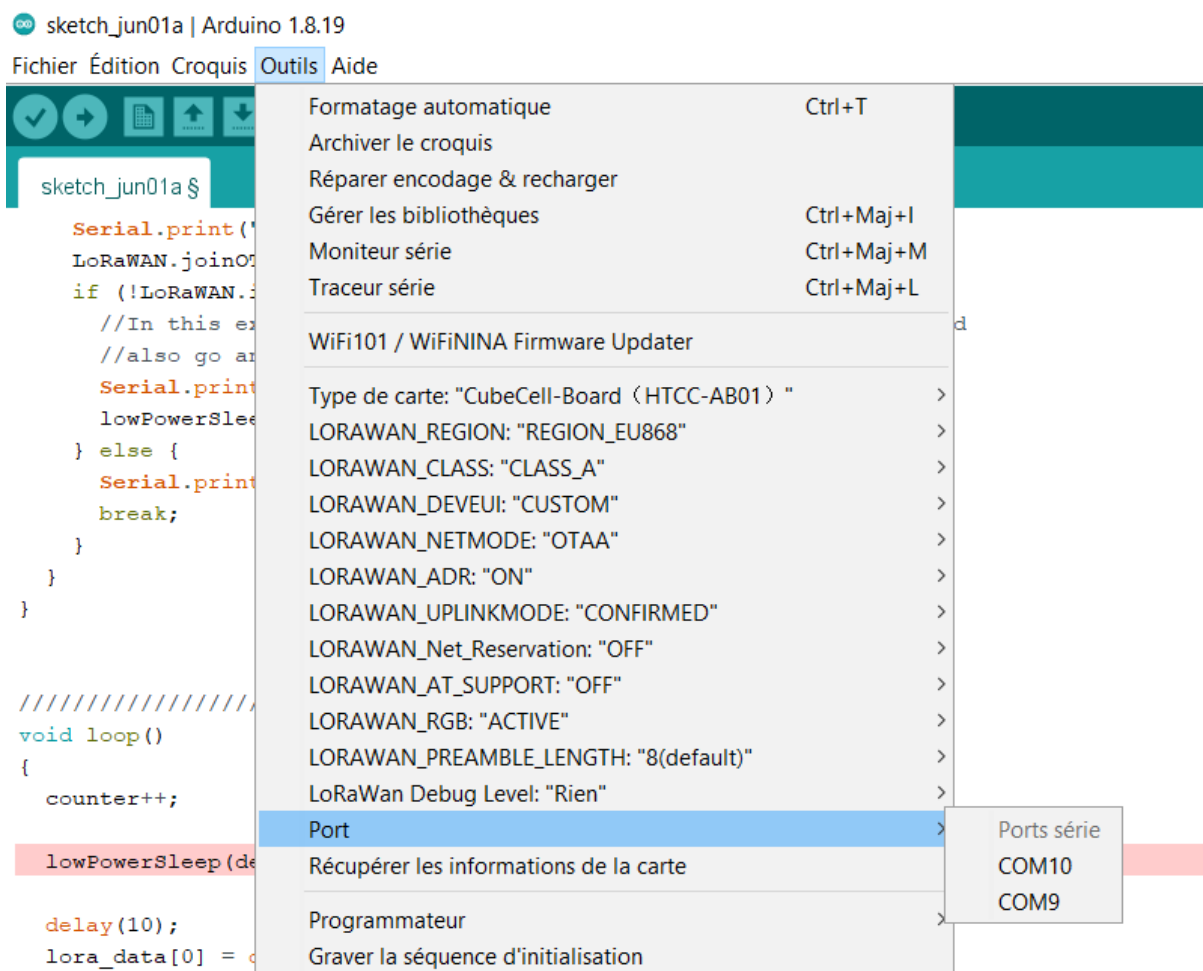 sketch_jun01a | Arduino 1.8.19
Fichier Édition Croquis Outils Aide
sketch_jun01a §
Serial.print("
LoRaWAN.joinOT
if (!LoRaWAN.i
//In this ex
d
//also go an
Serial.print
lowPowerSlee
} else {
Serial.print
break;
}
}
}
////////////////////
void loop()
{
counter++;
lowPowerSleep(de
delay(10);
lora_data[0] =
Formatage automatique Ctrl+T
Archiver le croquis
Réparer encodage & recharger
Gérer les bibliothèques Ctrl+Maj+I
Moniteur série Ctrl+Maj+M
Traceur série Ctrl+Maj+L
WiFi101 / WiFiNINA Firmware Updater
Type de carte: "CubeCell-Board（HTCC-AB01）"
LORAWAN_REGION: "REGION_EU868"
LORAWAN_CLASS: "CLASS_A"
LORAWAN_DEVEUI: "CUSTOM"
LORAWAN_NETMODE: "OTAA"
LORAWAN_ADR: "ON"
LORAWAN_UPLINKMODE: "CONFIRMED"
LORAWAN_Net_Reservation: "OFF"
LORAWAN_AT_SUPPORT: "OFF"
LORAWAN_RGB: "ACTIVE"
LORAWAN_PREAMBLE_LENGTH: "8(default)"
LoRaWan Debug Level: "Rien"
Port
Récupérer les informations de la carte
Programmateur
Graver la séquence d'initialisation
Ports série
COM10
COM9